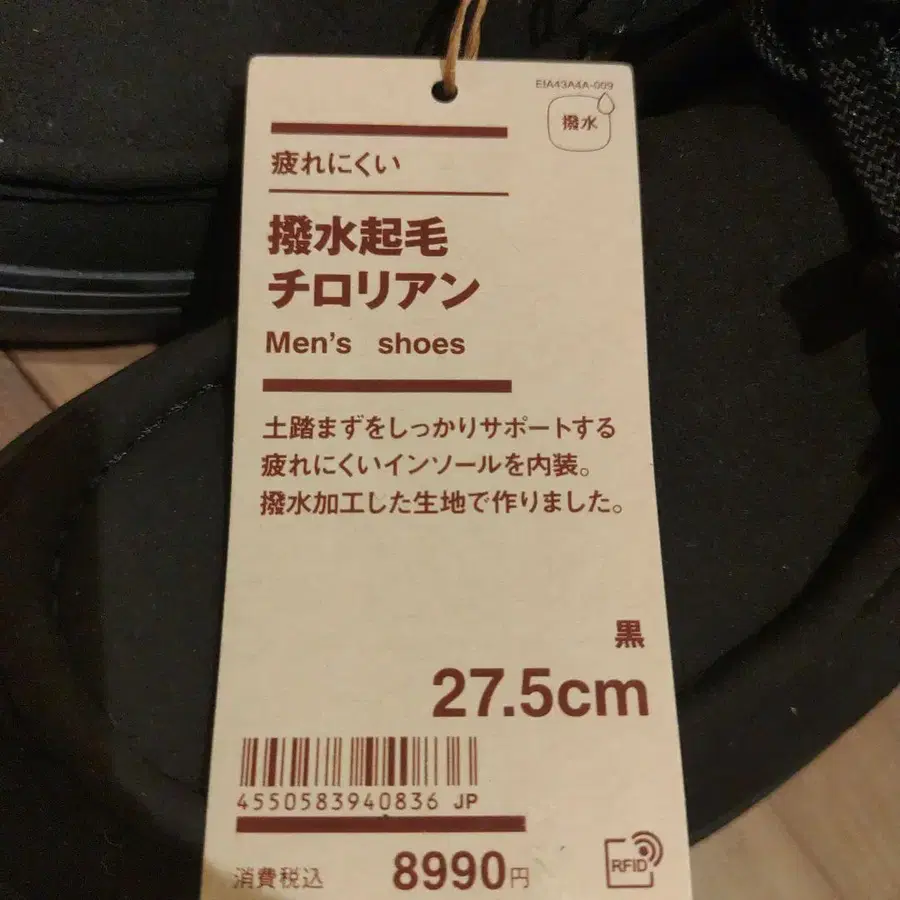 EIA43A4A-009
撥水
疲れにくい
撥水起毛
チロリアン
Men's shoes
土踏まずをしっかりサポートする
疲れにくいインソールを内装。
撥水加工した生地で作りました。
黒
27.5cm
4550583940836 JP
消費税込 8990円
RFID